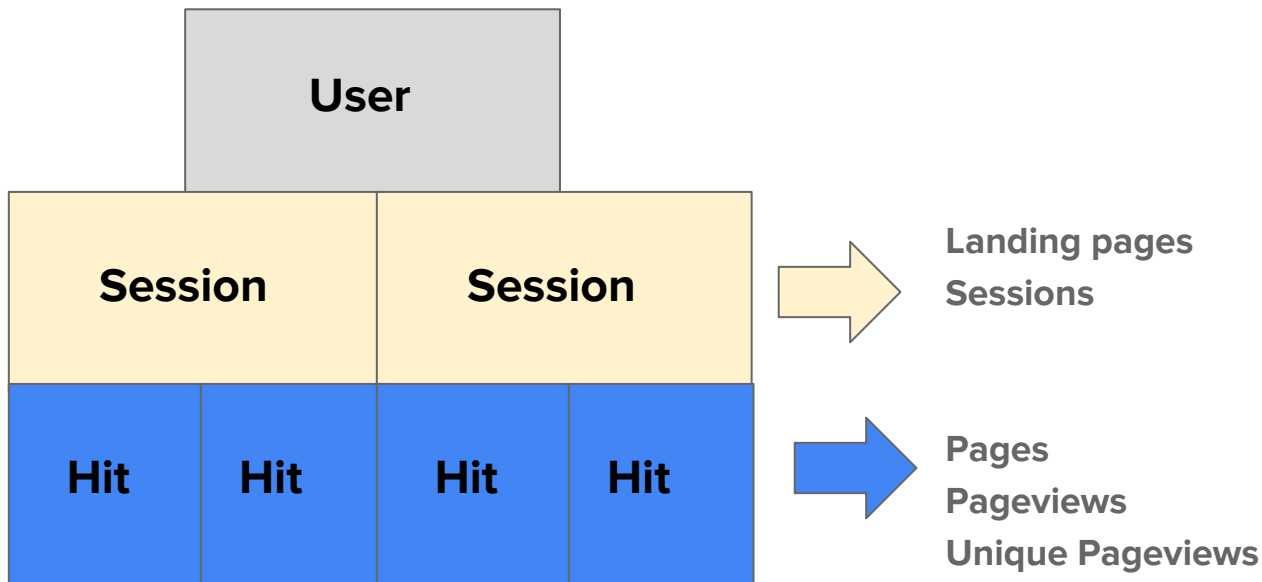 User
Session Session
Landing pages
Sessions
Hit Hit Hit Hit
Pages
Pageviews
Unique Pageviews